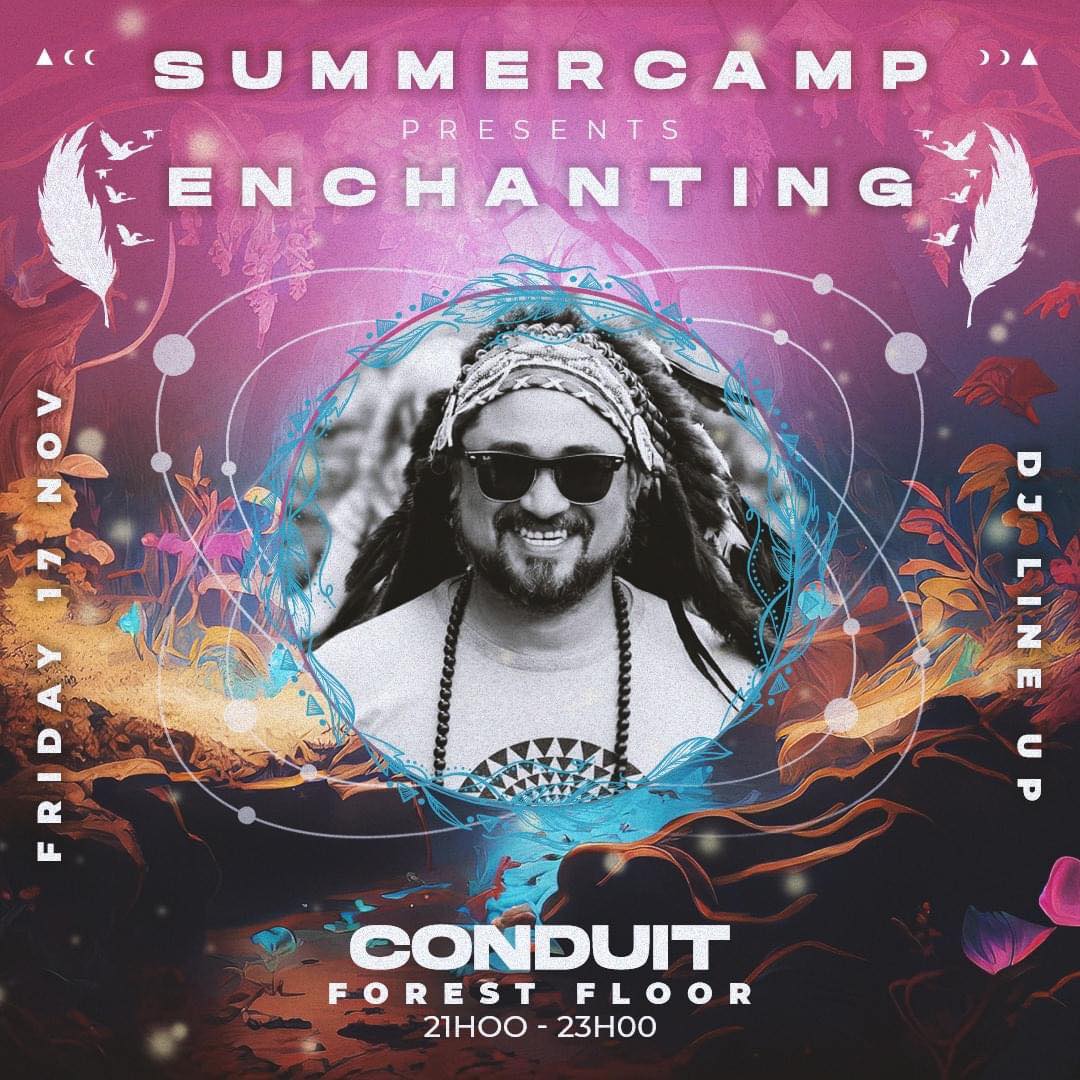 SUMMERCAMP
PRESENTS
ENCHANTING
FRIDAY 17 NOV
DJ LINE UP
CONDUIT
FOREST FLOOR
21HOO - 23H00